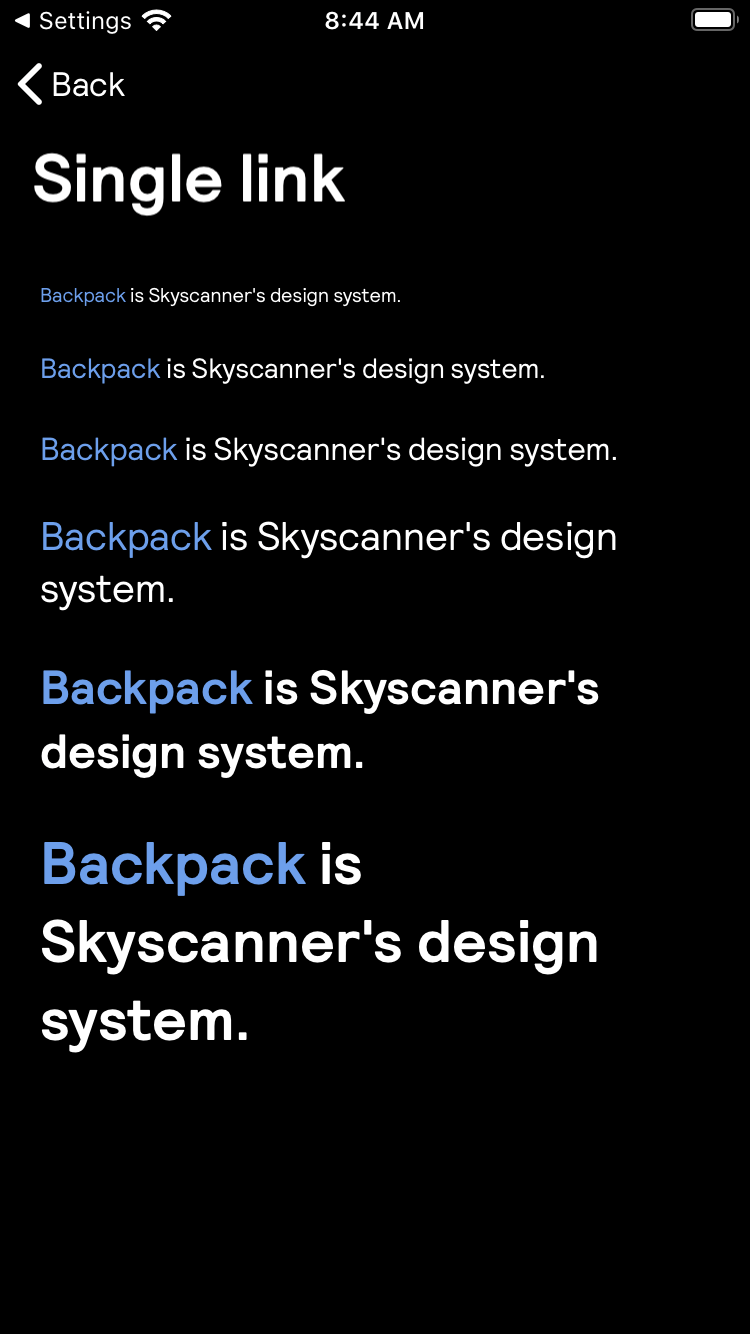 Settings 8:44 AM
Back
Single link
Backpack is Skyscanner's design system.
Backpack is Skyscanner's design system.
Backpack is Skyscanner's design system.
Backpack is Skyscanner's design
system.
Backpack is Skyscanner's
design system.
Backpack is
Skyscanner's design
system.